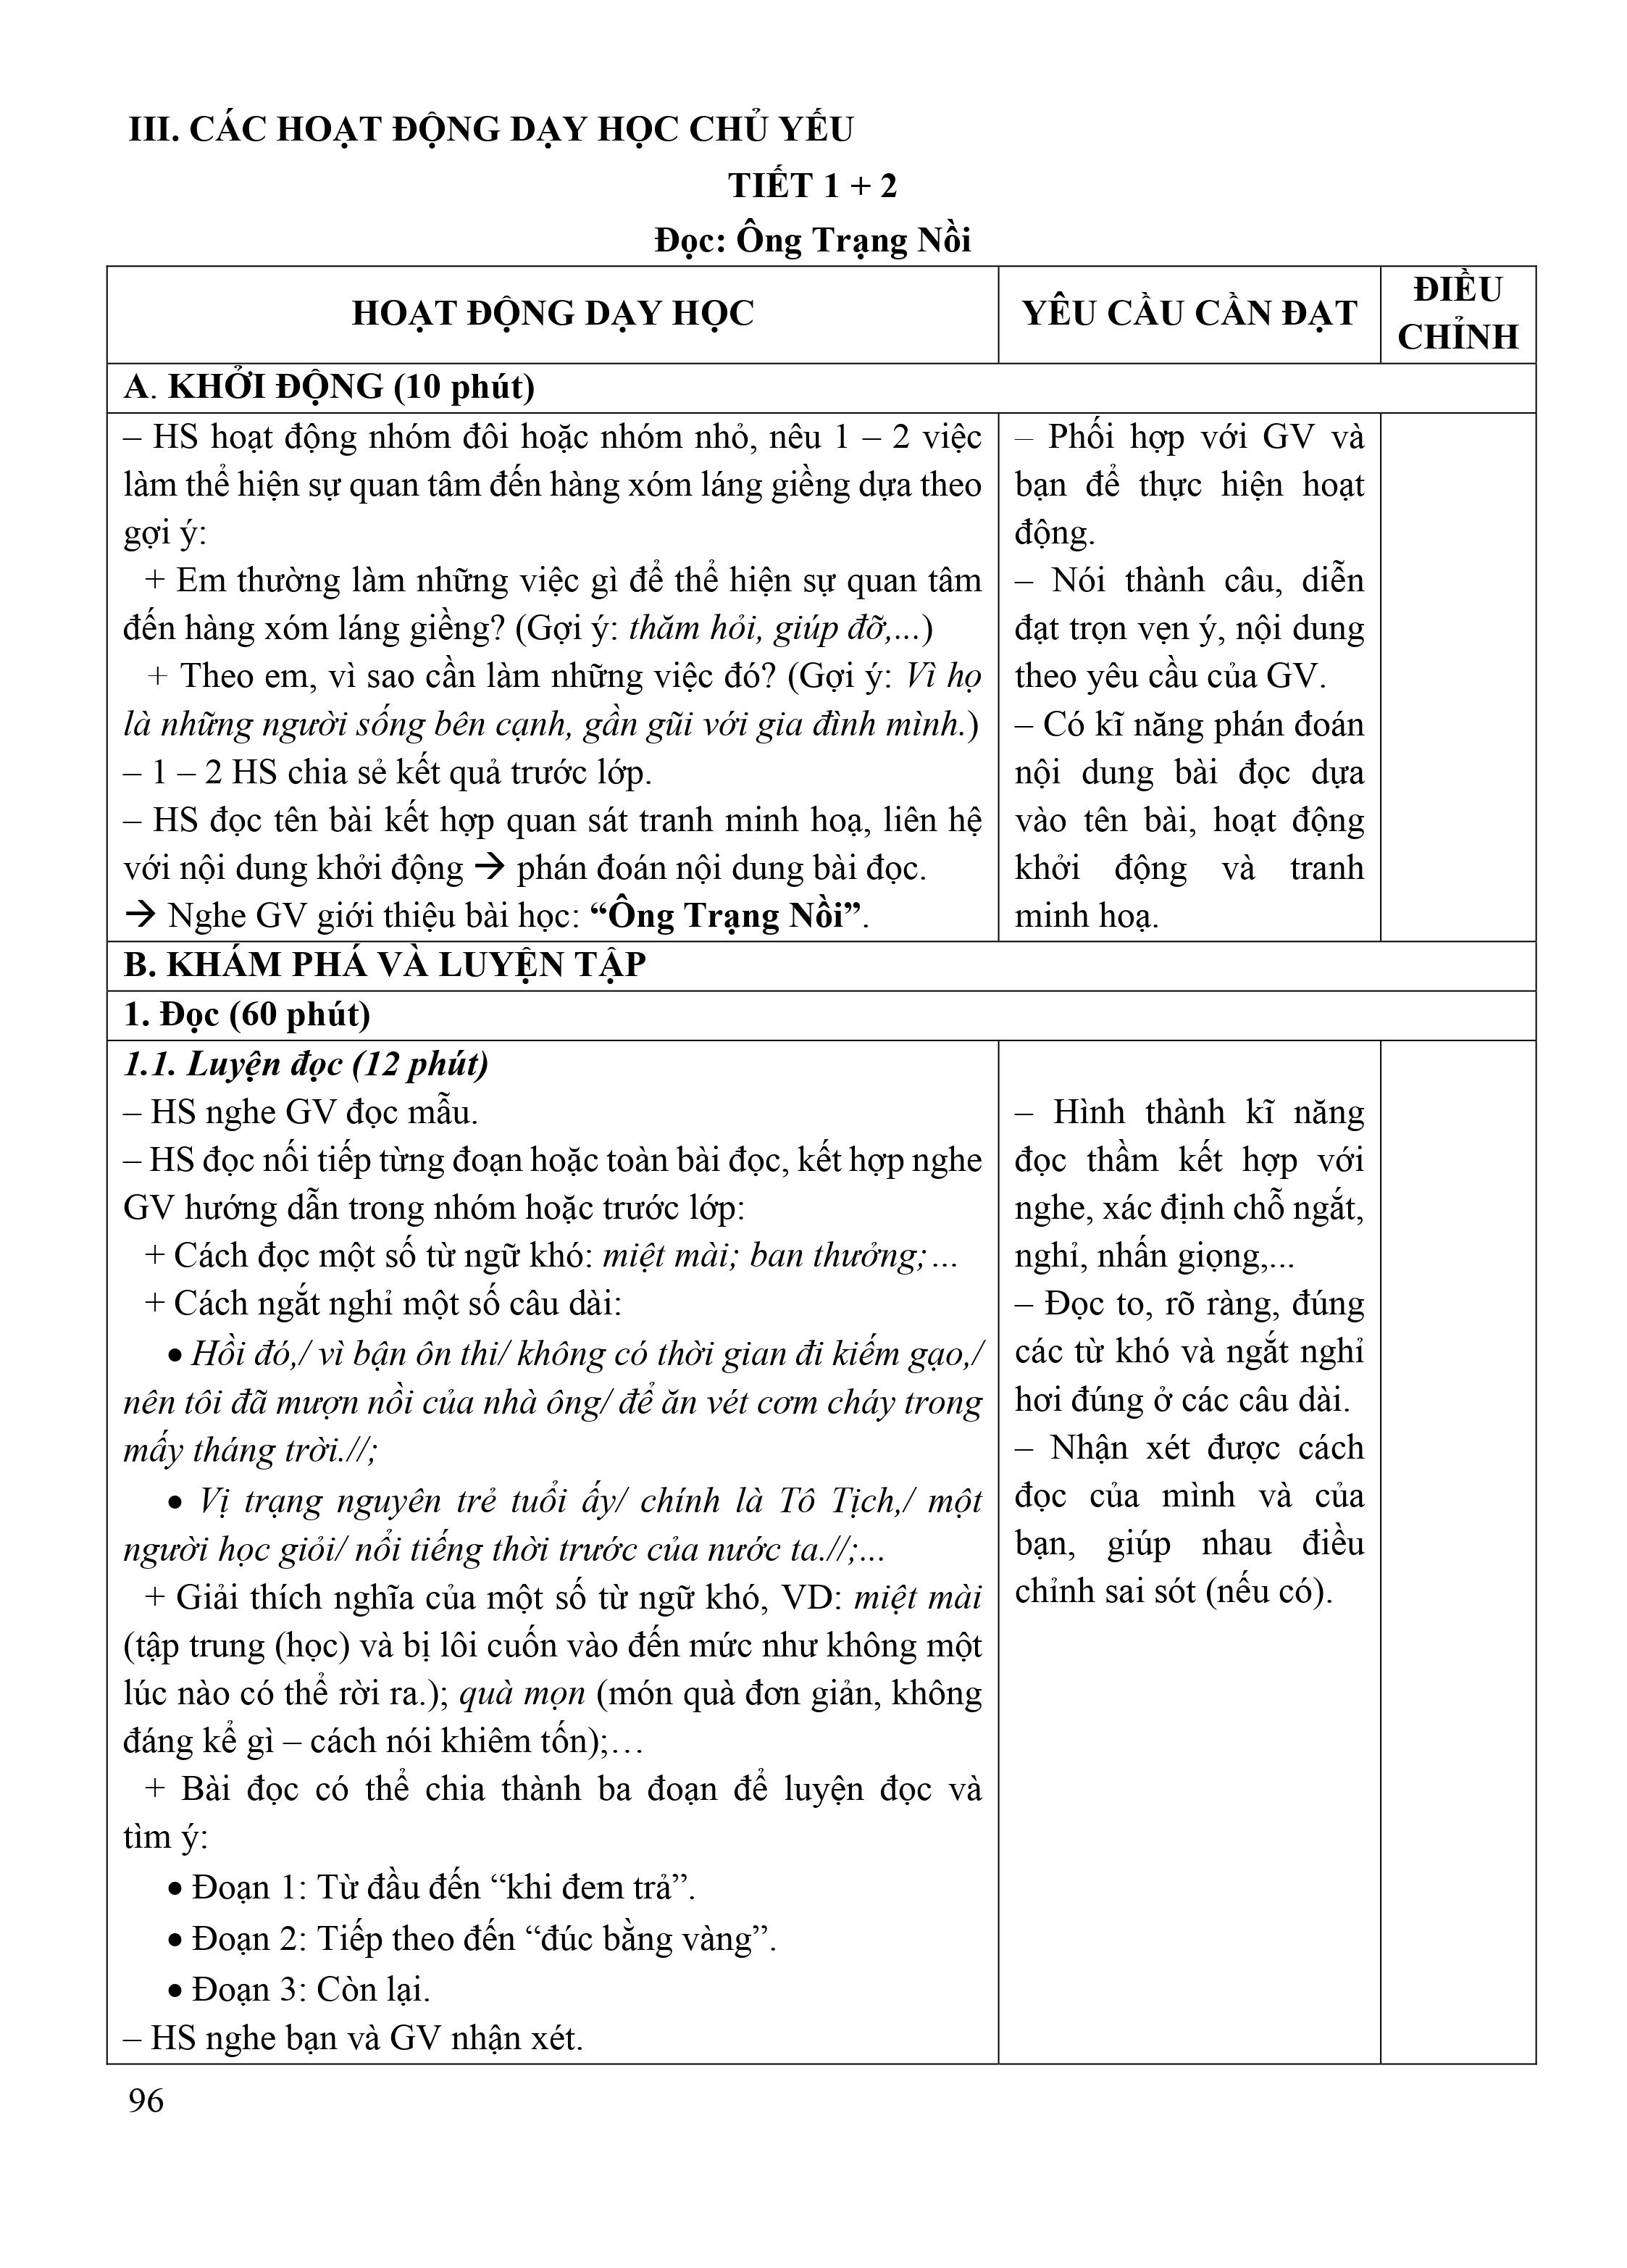 III. CÁC HOẠT ĐỘNG DẠY HỌC CHỦ YẾU
TIẾT 1 + 2
Đọc: Ông Trạng Nồi
HOẠT ĐỘNG DẠY HỌC
YÊU CẦU CẦN ĐẠT
ĐIỀU
CHỈNH
A. KHỞI ĐỘNG (10 phút)
– HS hoạt động nhóm đôi hoặc nhóm nhỏ, nêu 1 – 2 việc
làm thể hiện sự quan tâm đến hàng xóm láng giềng dựa theo
gợi ý:
+ Em thường làm những việc gì để thể hiện sự quan tâm
đến hàng xóm láng giềng? (Gợi ý: thăm hỏi, giúp đỡ,...)
+ Theo em, vì sao cần làm những việc đó? (Gợi ý: Vì họ
là những người sống bên cạnh, gần gũi với gia đình mình.)
– 1 – 2 HS chia sẻ kết quả trước lớp.
– HS đọc tên bài kết hợp quan sát tranh minh hoạ, liên hệ
với nội dung khởi động → phán đoán nội dung bài đọc.
→ Nghe GV giới thiệu bài học: “Ông Trạng Nồi”.
– Phối hợp với GV và
bạn để thực hiện hoạt
động.
– Nói thành câu, diễn
đạt trọn vẹn ý, nội dung
theo yêu cầu của GV.
– Có kĩ năng phán đoán
nội dung bài đọc dựa
vào tên bài, hoạt động
khởi động và tranh
minh hoạ.
B. KHÁM PHÁ VÀ LUYỆN TẬP
1. Đọc (60 phút)
1.1. Luyện đọc (12 phút)
– HS nghe GV đọc mẫu.
– HS đọc nối tiếp từng đoạn hoặc toàn bài đọc, kết hợp nghe
GV hướng dẫn trong nhóm hoặc trước lớp:
+ Cách đọc một số từ ngữ khó: miệt mài; ban thưởng;…
+ Cách ngắt nghỉ một số câu dài:
• Hồi đó,/ vì bận ôn thi/ không có thời gian đi kiếm gạo,/
nên tôi đã mượn nồi của nhà ông/ để ăn vét cơm cháy trong
mấy tháng trời.//;
• Vị trạng nguyên trẻ tuổi ấy/ chính là Tô Tịch,/ một
người học giỏi/ nổi tiếng thời trước của nước ta.//;...
+ Giải thích nghĩa của một số từ ngữ khó, VD: miệt mài
(tập trung (học) và bị lôi cuốn vào đến mức như không một
lúc nào có thể rời ra.); quà mọn (món quà đơn giản, không
đáng kể gì – cách nói khiêm tốn);…
+ Bài đọc có thể chia thành ba đoạn để luyện đọc và
tìm ý:
• Đoạn 1: Từ đầu đến “khi đem trả”.
• Đoạn 2: Tiếp theo đến “đúc bằng vàng”.
• Đoạn 3: Còn lại.
– HS nghe bạn và GV nhận xét.
– Hình thành kĩ năng
đọc thầm kết hợp với
nghe, xác định chỗ ngắt,
nghỉ, nhấn giọng,...
– Đọc to, rõ ràng, đúng
các từ khó và ngắt nghỉ
hơi đúng ở các câu dài.
– Nhận xét được cách
đọc của mình và của
bạn, giúp nhau điều
chỉnh sai sót (nếu có).
96